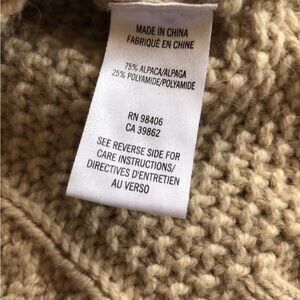 MADE IN CHINA
FABRIQUÉ EN CHINE
75% ALPACA/ALPAGA
25% POLYAMIDE/POLYAMIDE
RN 98406
CA 39862
SEE REVERSE SIDE FOR
CARE INSTRUCTIONS/
DIRECTIVES D'ENTRETIEN
AU VERSO